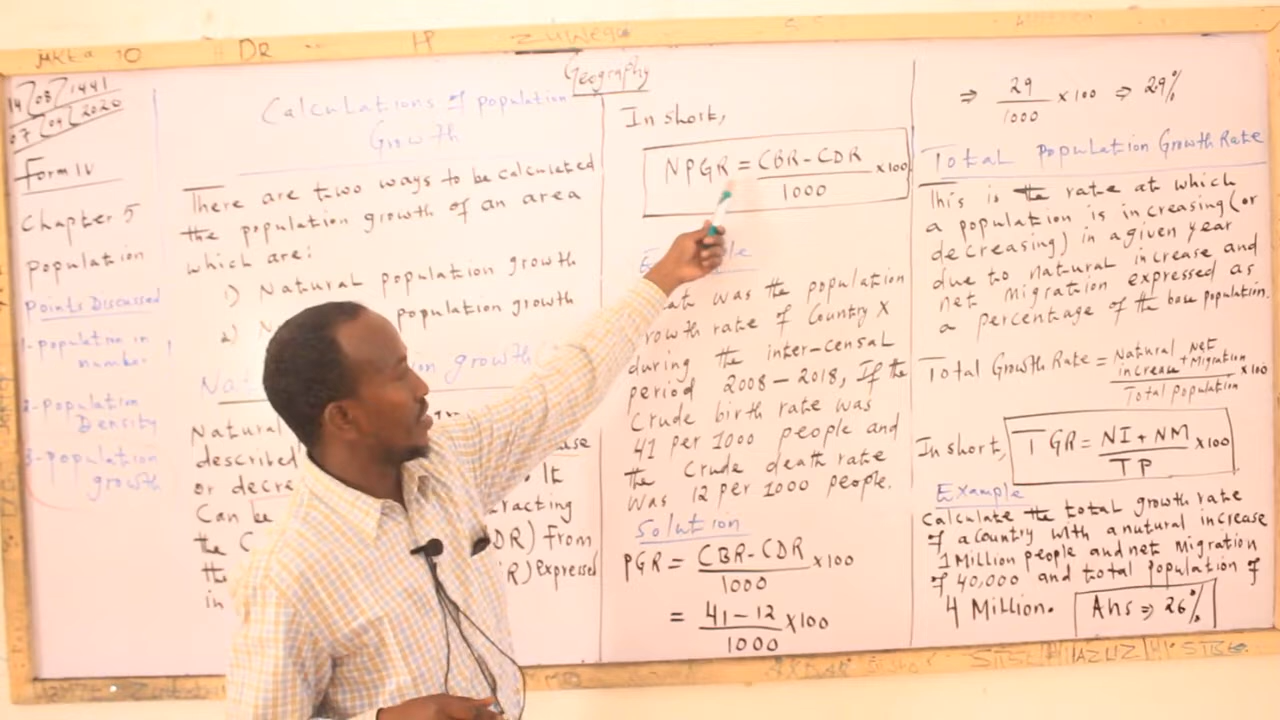 Geography
14/08/1441
07/04/2020
Form IV
Chapter 5
Population
Points Discussed
1-population in
number
2-Population
Density
3-population
growth
Calculations of population
Growth
There are two ways to be calculated
the population growth of an area
which are:
1) Natural population growth
2) population growth
growth
Natural
described
or decre
Can be
the
the
in
It
racting
DR) from
R) expressed
In short,
NPGR = CBR - CDR / 1000 x100
was the population
rowth rate of Country X
during the inter-censal
period 2008 - 2018, If the
Crude birth rate was
41 per 1000 people and
the Crude death rate
was 12 per 1000 people.
Solution
PGR = CBR - CDR / 1000 x100
= 41 - 12 / 1000 x100
⇒ 29 / 1000 x100 ⇒ 29%
Total Population Growth Rate
This is the rate at which
a population is increasing (or
decreasing) in a given year
due to natural increase and
net migration expressed as
a percentage of the base population.
Total Growth Rate = Natural increase + Net Migration / Total population x100
In short, TGR = NI + NM / TP x100
Example
Calculate the total growth rate
of a country with a nutural increase
1 Million people and net migration
of 40,000 and total population of
4 Million. Ans ⇒ 26%